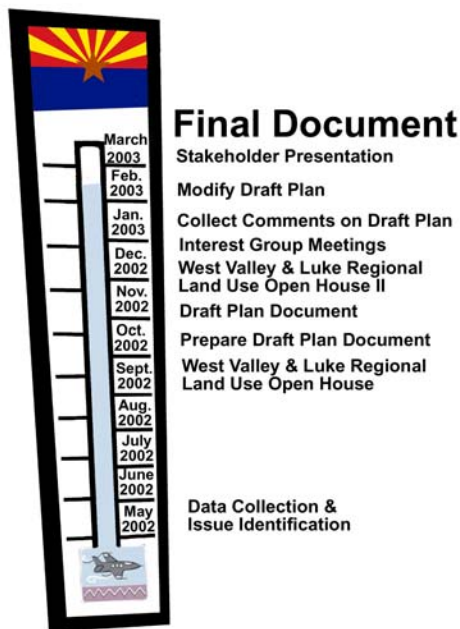 Final Document
March
2003
Stakeholder Presentation
Feb.
2003
Modify Draft Plan
Jan.
2003
Collect Comments on Draft Plan
Interest Group Meetings
Dec.
2002
West Valley & Luke Regional
Land Use Open House II
Nov.
2002
Draft Plan Document
Oct.
2002
Prepare Draft Plan Document
Sept.
2002
West Valley & Luke Regional
Land Use Open House
Aug.
2002
July
2002
June
2002
May
2002
Data Collection &
Issue Identification